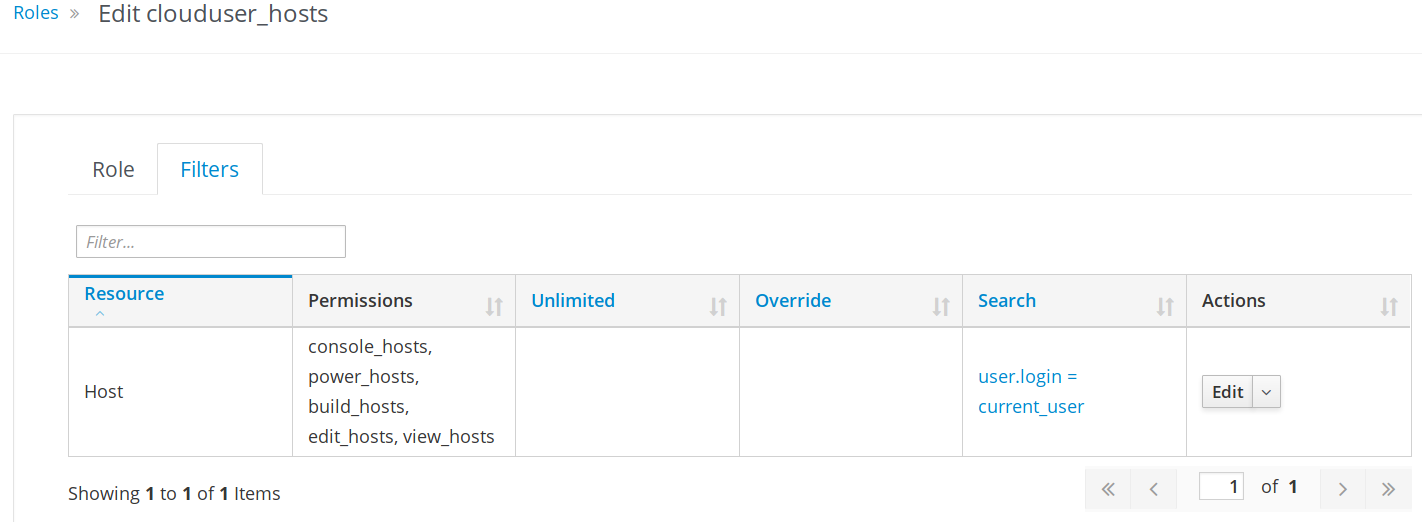 Roles » Edit clouduser_hosts
Role Filters
Filter...
Resource Permissions Unlimited Override Search Actions
console_hosts,
power_hosts,
build_hosts,
edit_hosts, view_hosts
Host
user.login =
current_user
Edit
Showing 1 to 1 of 1 Items
1 of 1